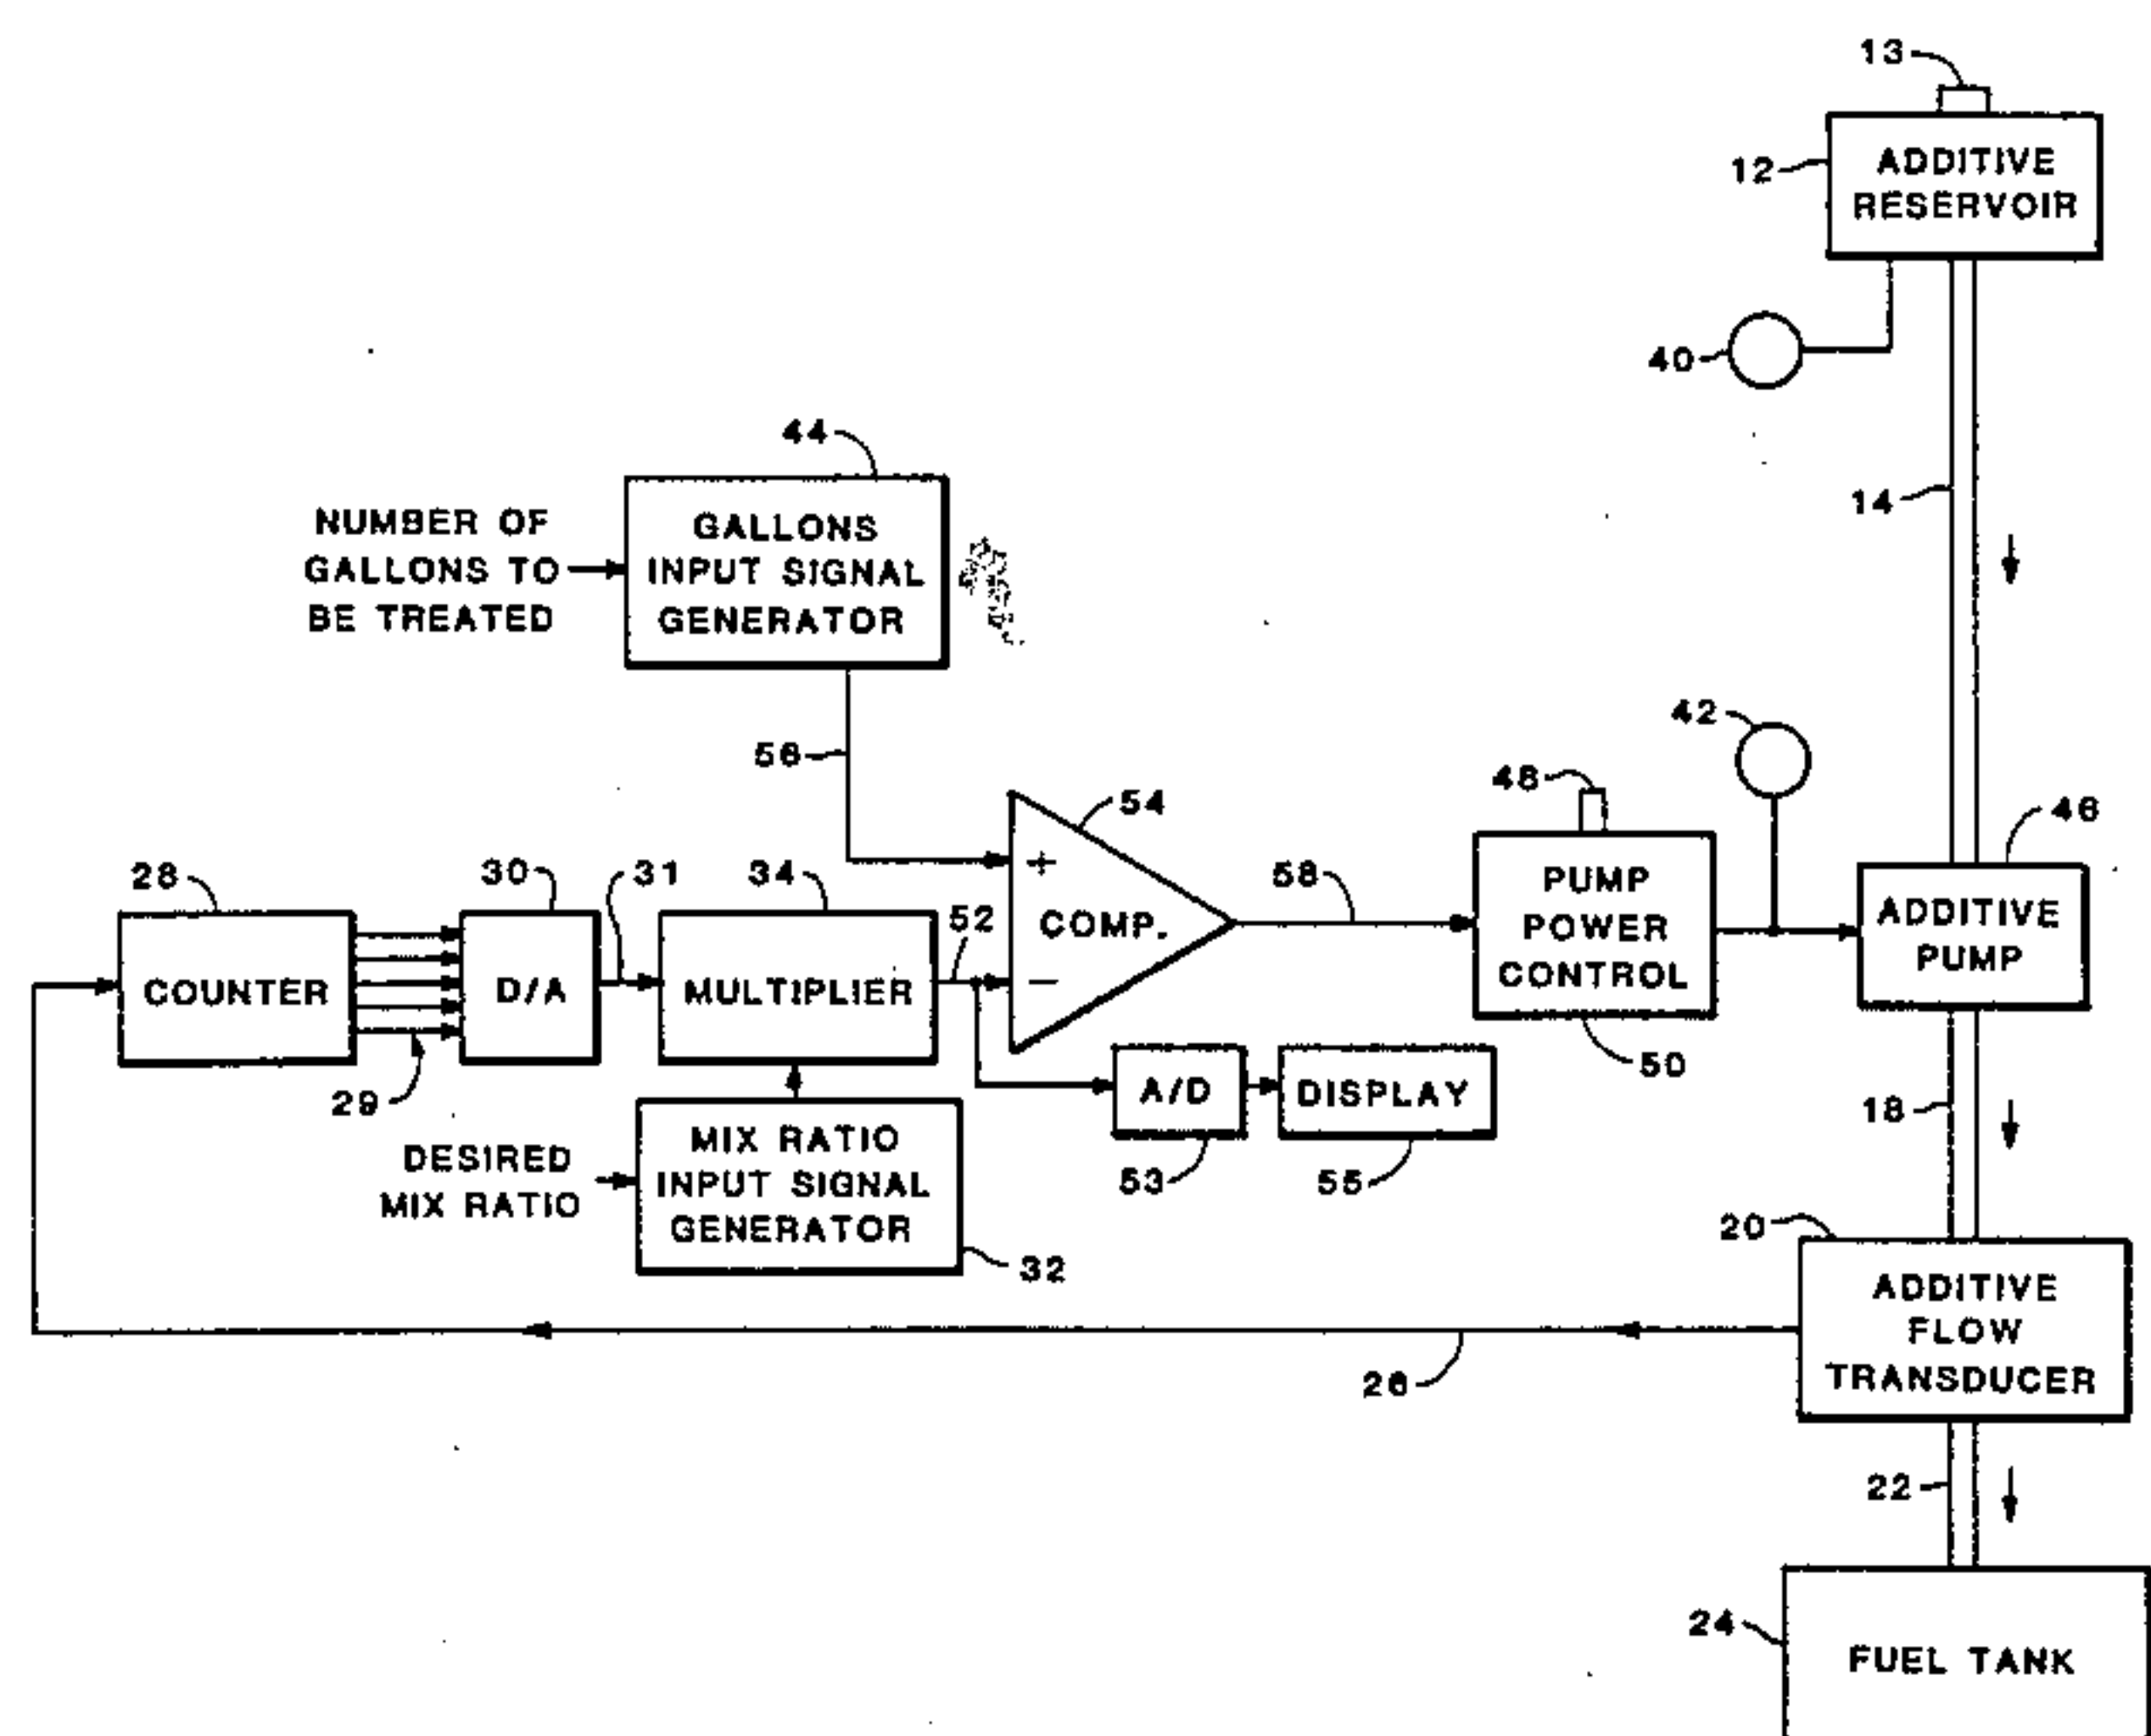 13
12
ADDITIVE
RESERVOIR
40
14
44
NUMBER OF
GALLONS TO
BE TREATED
GALLONS
INPUT SIGNAL
GENERATOR
56
42
48
54
46
+
COMP.
−
58
PUMP
POWER
CONTROL
50
ADDITIVE
PUMP
28
COUNTER
29
30
D/A
31
34
MULTIPLIER
52
A/D
53
DISPLAY
55
18
DESIRED
MIX RATIO
MIX RATIO
INPUT SIGNAL
GENERATOR
32
20
ADDITIVE
FLOW
TRANSDUCER
26
22
24
FUEL TANK